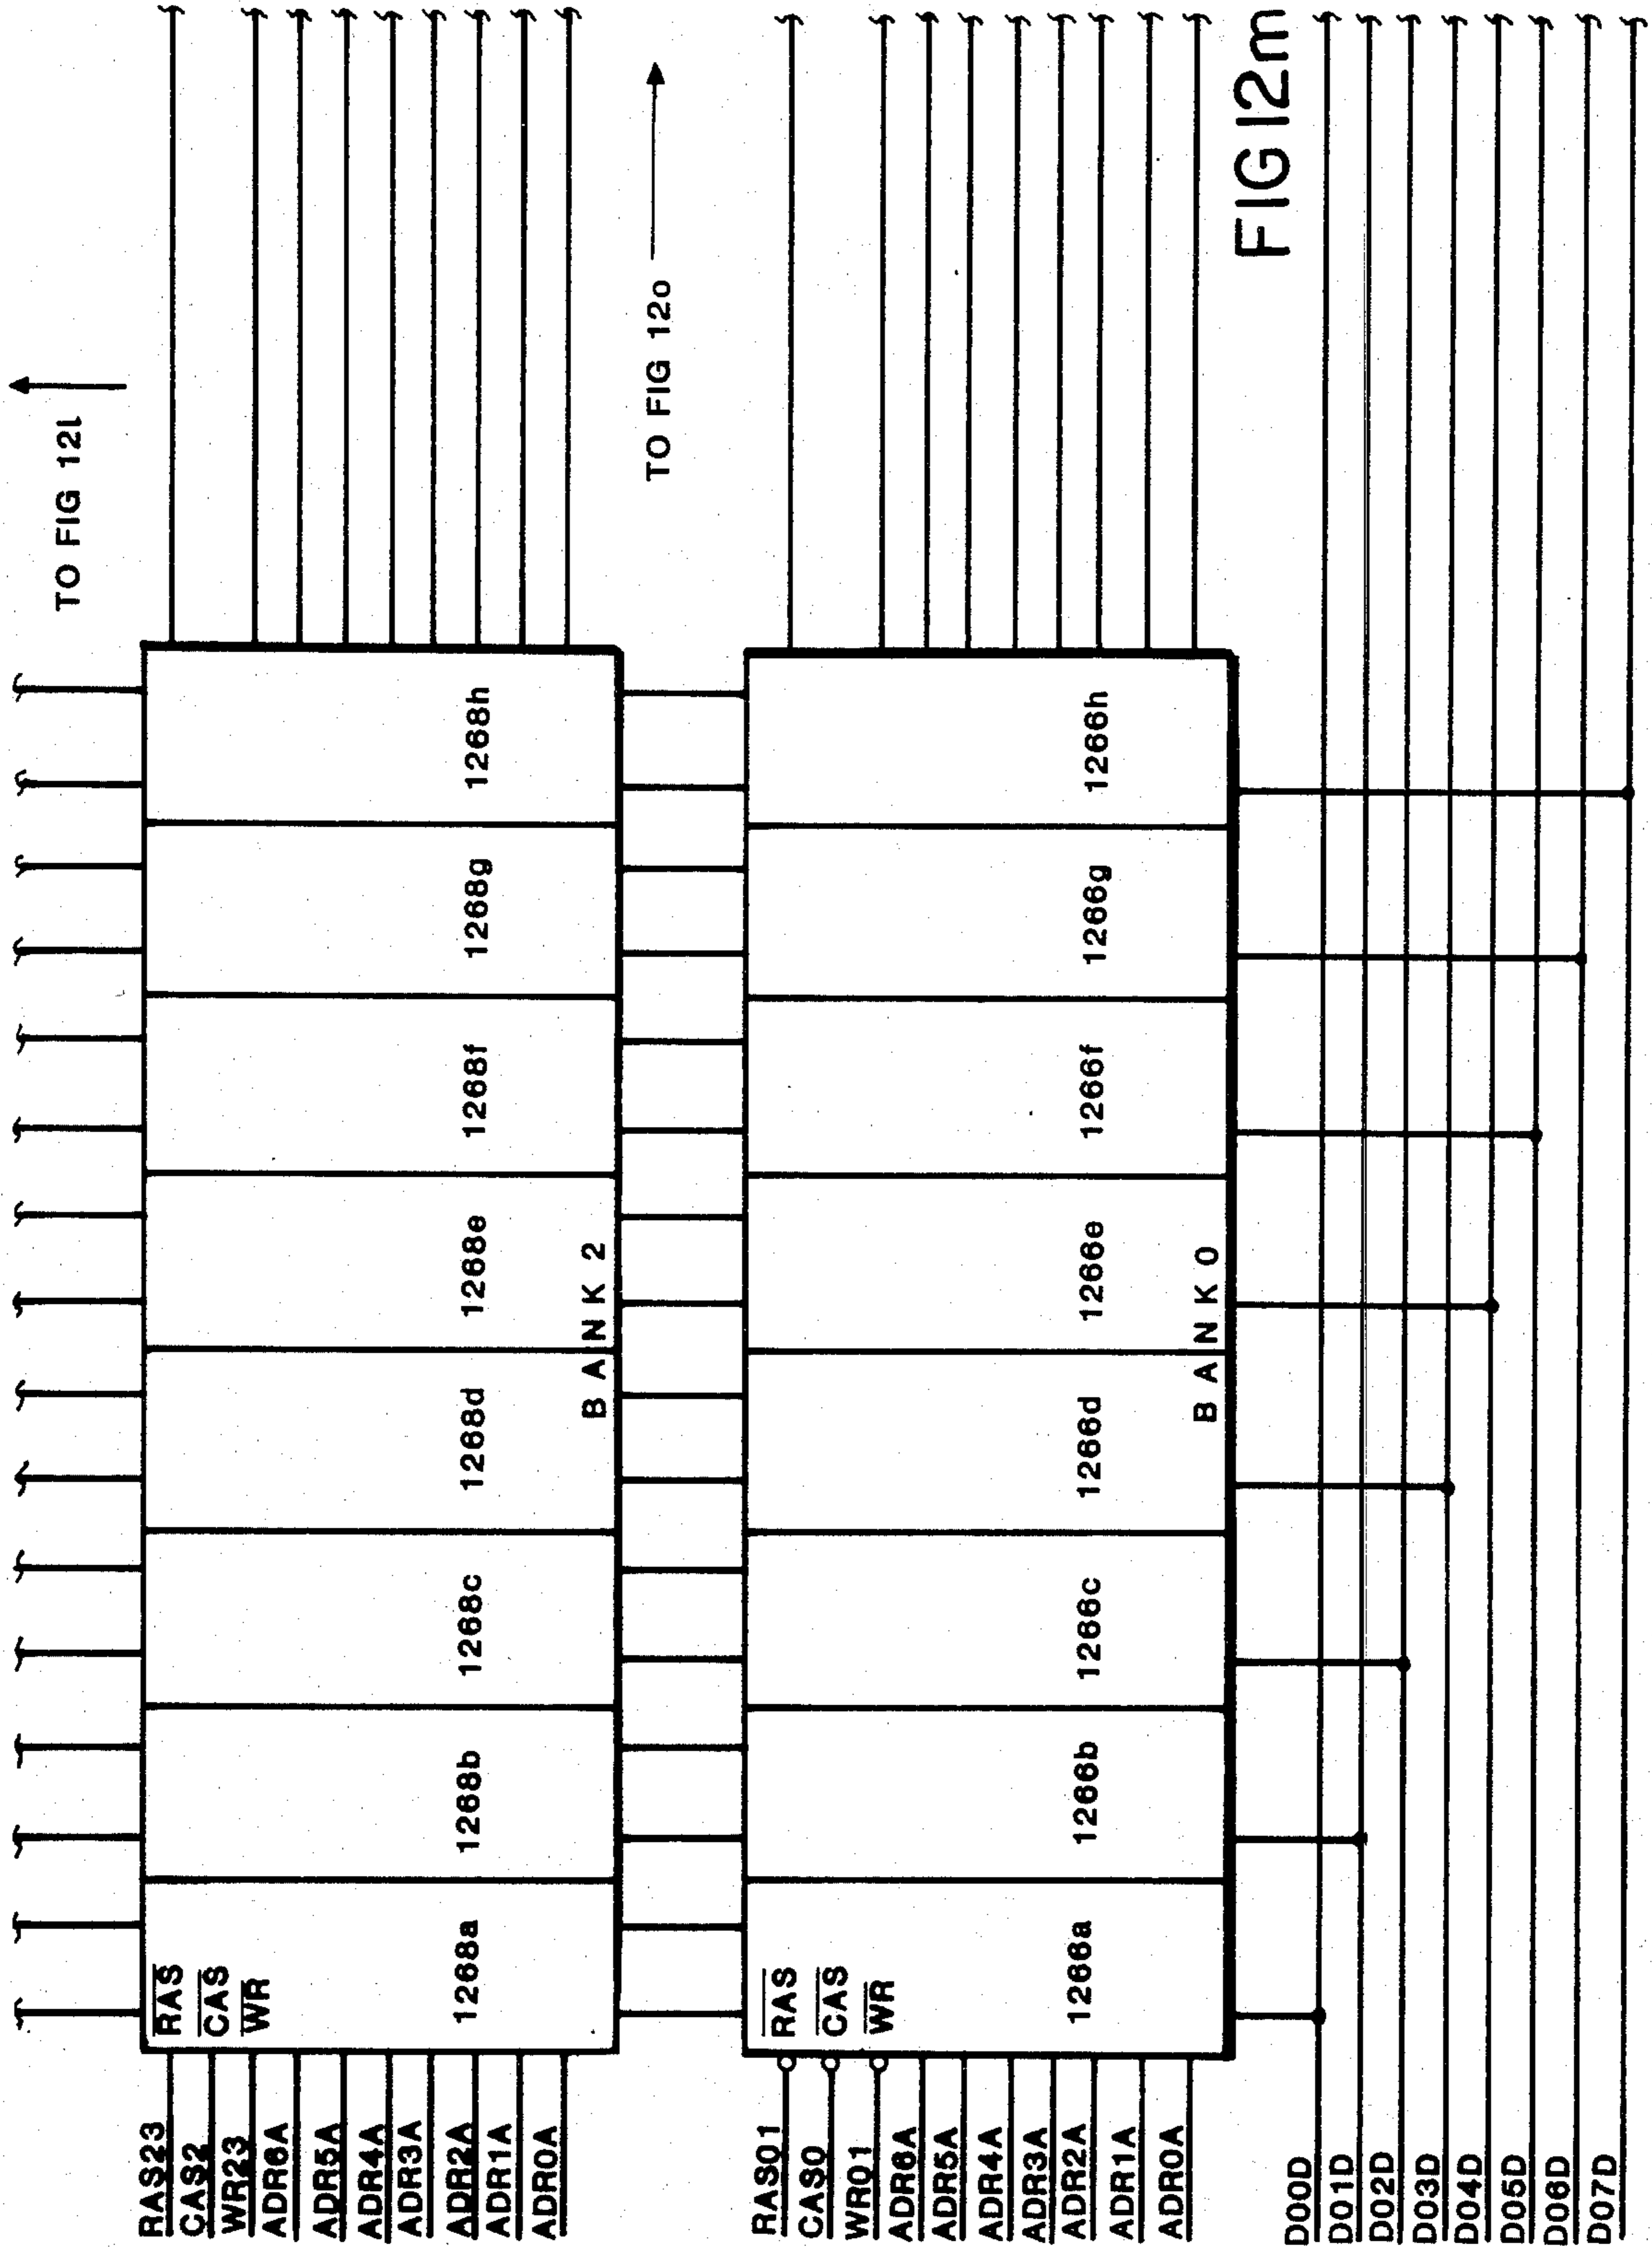 TO FIG 12l
RAS23
CAS2
WR23
ADR6A
ADR5A
ADR4A
ADR3A
ADR2A
ADR1A
ADR0A
RAS
CAS
WR
1268a
1268b
1268c
1268d
1268e
1268f
1268g
1268h
BANK 2
TO FIG 12o
RAS01
CAS0
WR01
ADR6A
ADR5A
ADR4A
ADR3A
ADR2A
ADR1A
ADR0A
RAS
CAS
WR
1266a
1266b
1266c
1266d
1266e
1266f
1266g
1266h
BANK 0
FIG12m
D00D
D01D
D02D
D03D
D04D
D05D
D06D
D07D